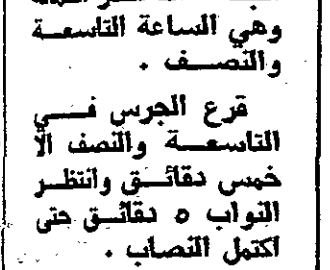 وهي الساعة التاسعة
والنصف .
قرع الجرس في
التاسعة والنصف الا
خمس دقائق وانتظر
النواب ٥ دقائق حتى
اكتمل النصاب .